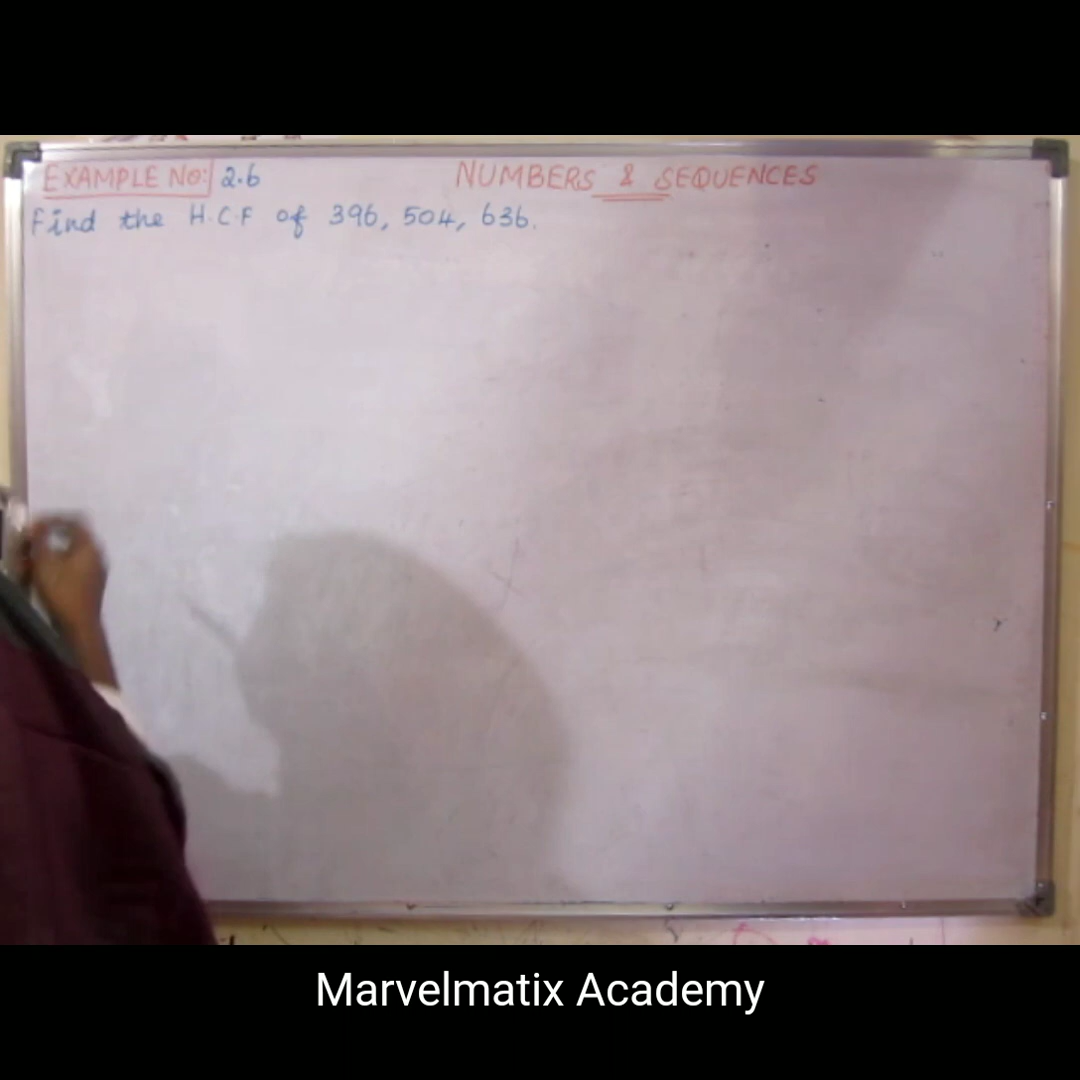 EXAMPLE NO: 2.6 NUMBERS & SEQUENCES
Find the H.C.F of 396, 504, 636.
Marvelmatix Academy